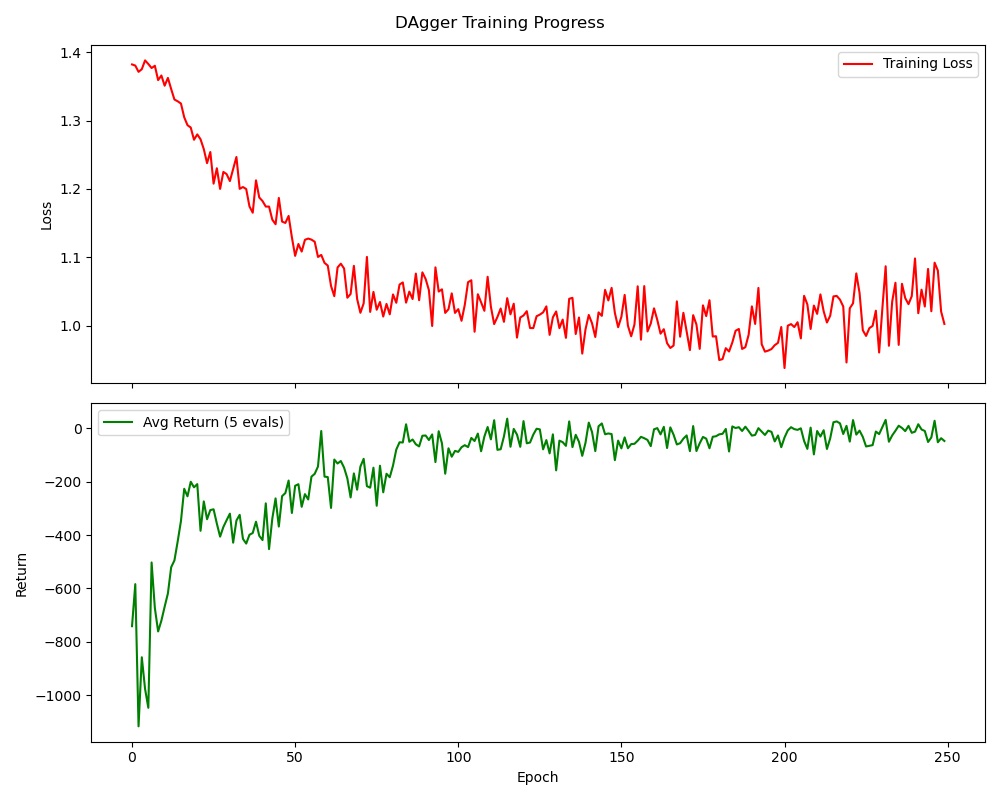 DAgger Training Progress
1.4
1.3
1.2
1.1
1.0
Loss
Training Loss
0
−200
−400
−600
−800
−1000
Return
Avg Return (5 evals)
0
50
100
150
200
250
Epoch